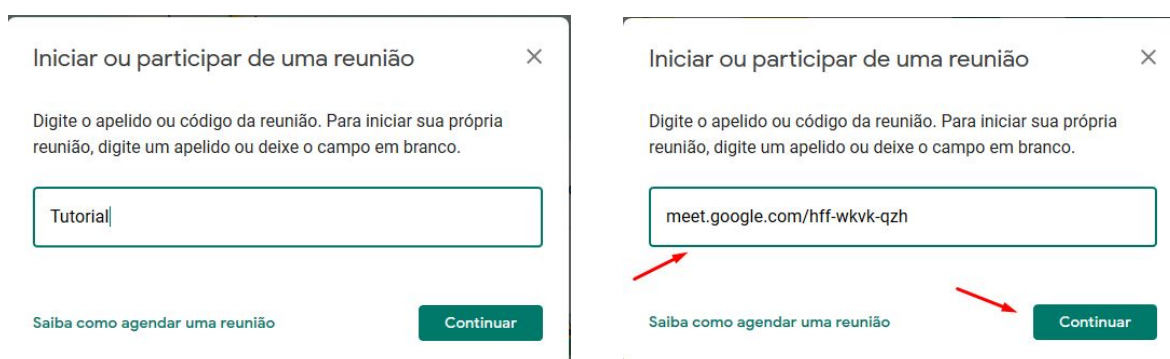 Iniciar ou participar de uma reunião
Digite o apelido ou código da reunião. Para iniciar sua própria
reunião, digite um apelido ou deixe o campo em branco.
Tutorial
Saiba como agendar uma reunião
Continuar
Iniciar ou participar de uma reunião
Digite o apelido ou código da reunião. Para iniciar sua própria
reunião, digite um apelido ou deixe o campo em branco.
meet.google.com/hff-wkvk-qzh
Saiba como agendar uma reunião
Continuar